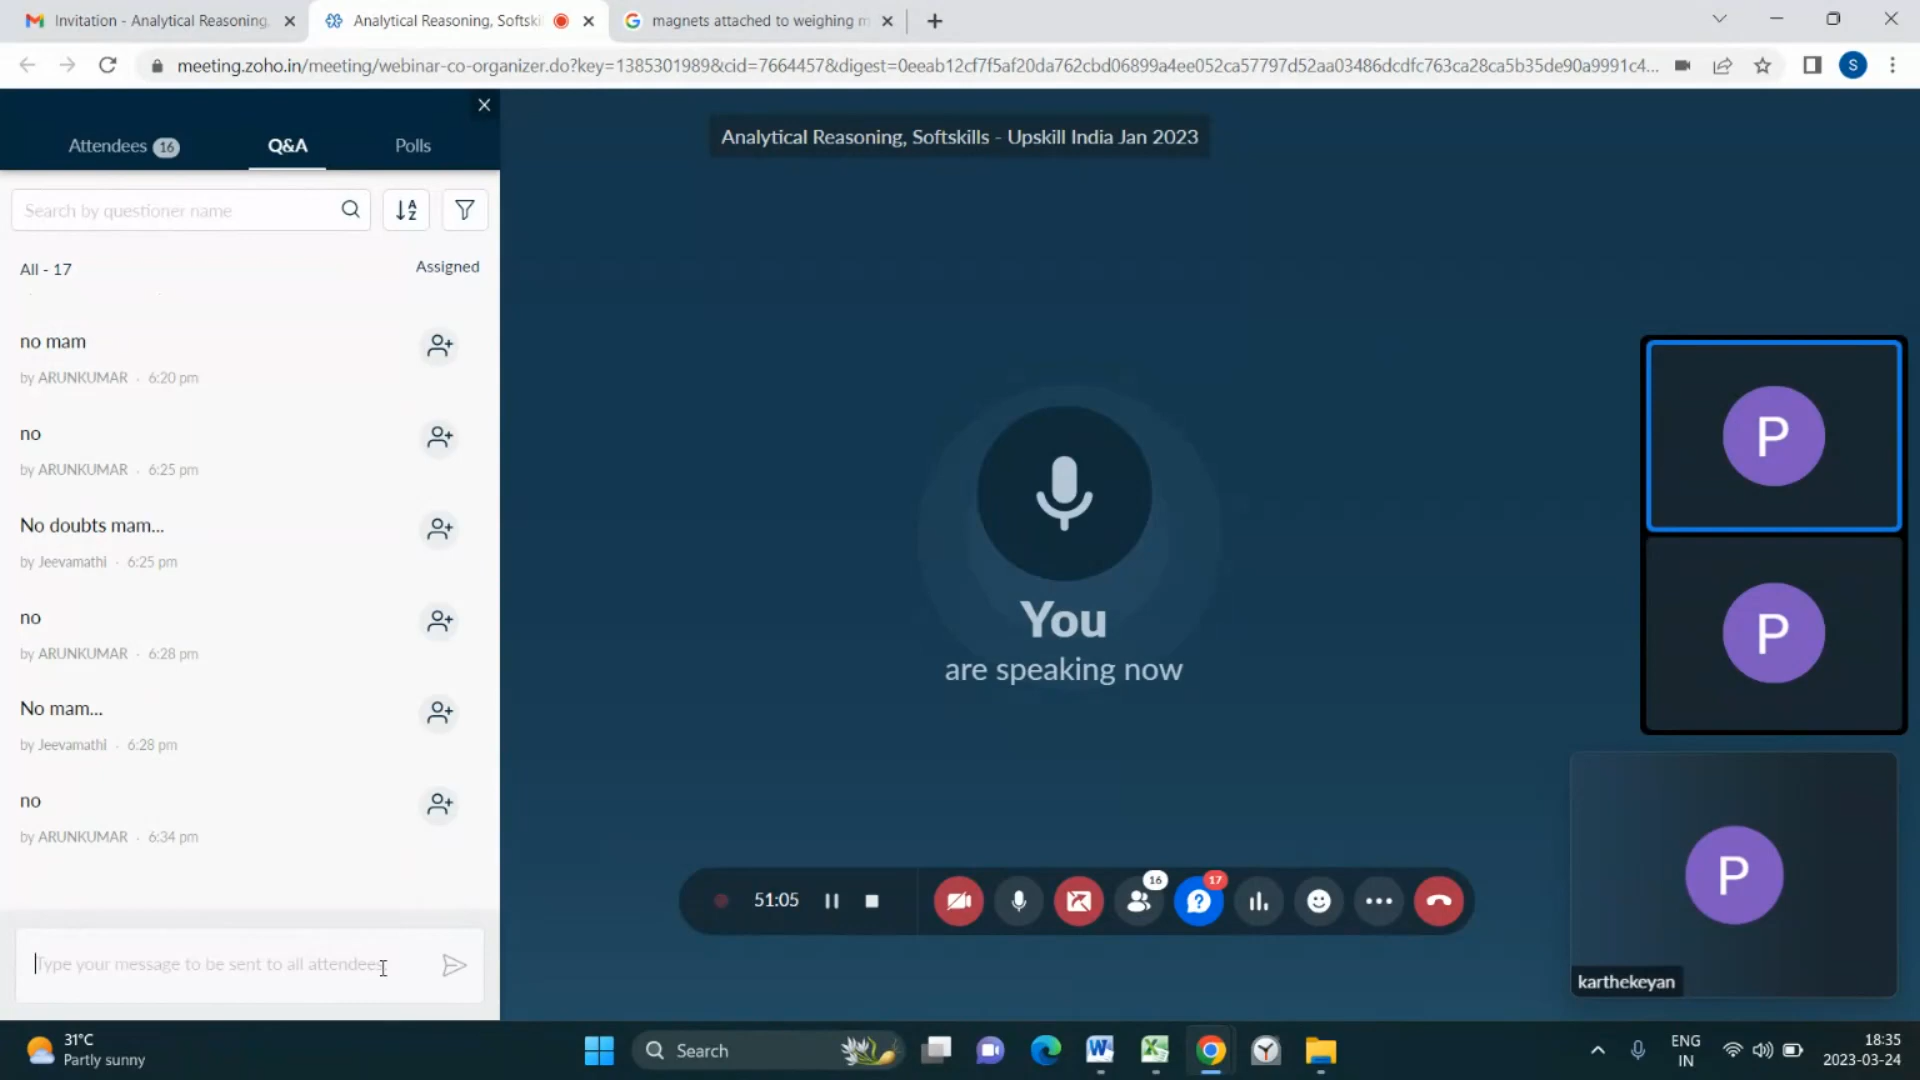 Invitation - Analytical Reasoning,
Analytical Reasoning, Softski
magnets attached to weighing m
meeting.zoho.in/meeting/webinar-co-organizer.do?key=1385301989&cid=7664457&digest=0eeab12cf7f5af20da762cbd06899a4ee052ca57797d52aa03486dcdfc763ca28ca5b35de90a9991c4...
S
Attendees 16
Q&A
Polls
Search by questioner name
All - 17
Assigned
no mam
by ARUNKUMAR · 6:20 pm
no
by ARUNKUMAR · 6:25 pm
No doubts mam...
by Jeevamathi · 6:25 pm
no
by ARUNKUMAR · 6:28 pm
No mam...
by Jeevamathi · 6:28 pm
no
by ARUNKUMAR · 6:34 pm
Type your message to be sent to all attendees
Analytical Reasoning, Softskills - Upskill India Jan 2023
You
are speaking now
P
P
P
karthekeyan
51:05
16
17
31°C
Partly sunny
Search
ENG
IN
18:35
2023-03-24